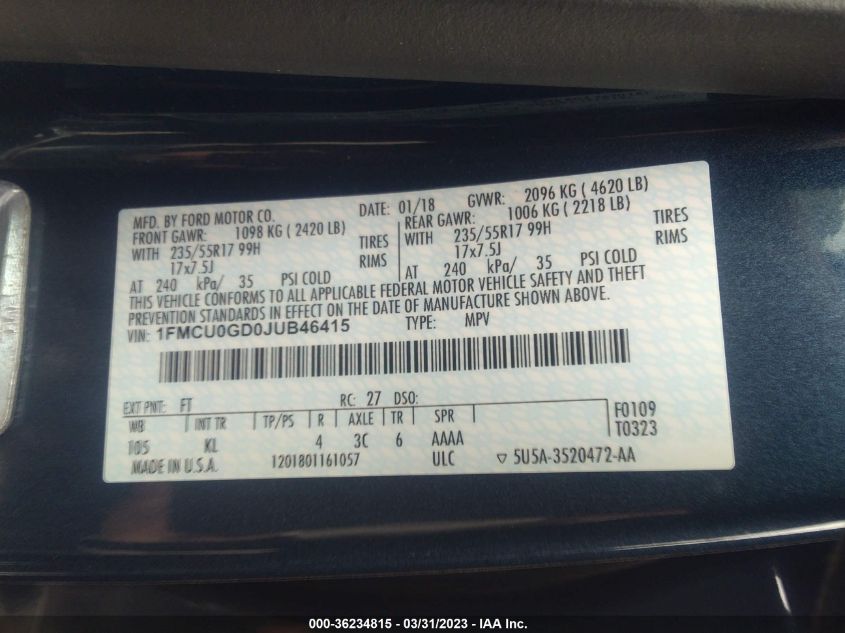 MFD. BY FORD MOTOR CO. DATE: 01/18 GVWR: 2096 KG ( 4620 LB)
FRONT GAWR: 1098 KG ( 2420 LB) REAR GAWR: 1006 KG ( 2218 LB)
WITH 235/55R17 99H TIRES WITH 235/55R17 99H TIRES
17x7.5J RIMS 17x7.5J RIMS
AT 240 kPa/ 35 PSI COLD AT 240 kPa/ 35 PSI COLD
THIS VEHICLE CONFORMS TO ALL APPLICABLE FEDERAL MOTOR VEHICLE SAFETY AND THEFT
PREVENTION STANDARDS IN EFFECT ON THE DATE OF MANUFACTURE SHOWN ABOVE.
VIN: 1FMCU0GD0JUB46415 TYPE: MPV
EXT PNT: FT RC: 27 DSO:
WB INT TR TP/PS R AXLE TR SPR F0109
105 KL 4 3C 6 AAAA T0323
MADE IN U.S.A. 1201801161057 ULC ▽ 5U5A-3520472-AA
000-36234815 - 03/31/2023 - IAA Inc.